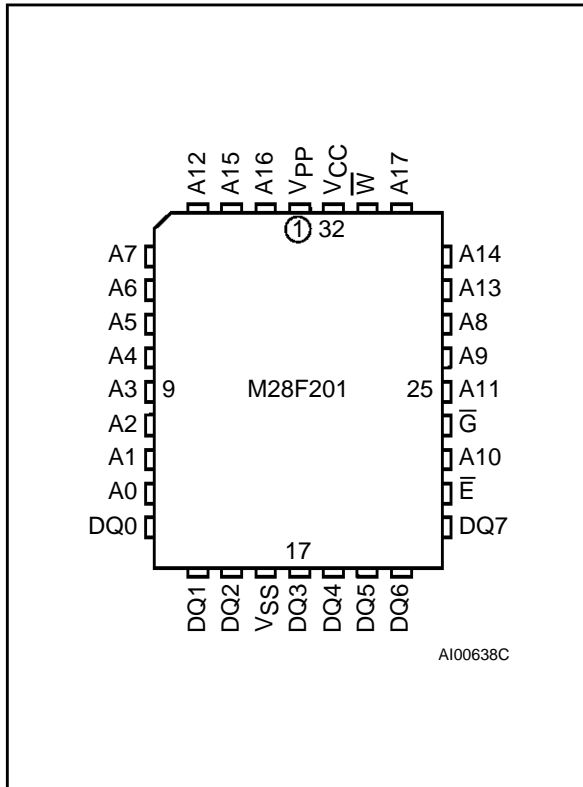 A12 A15 A16 VPP VCC W̅ A17
1 32
A7 A14
A6 A13
A5 A8
A4 A9
A3 9 M28F201 25 A11
A2 G̅
A1 A10
A0 E̅
DQ0 DQ7
17
DQ1 DQ2 VSS DQ3 DQ4 DQ5 DQ6
AI00638C